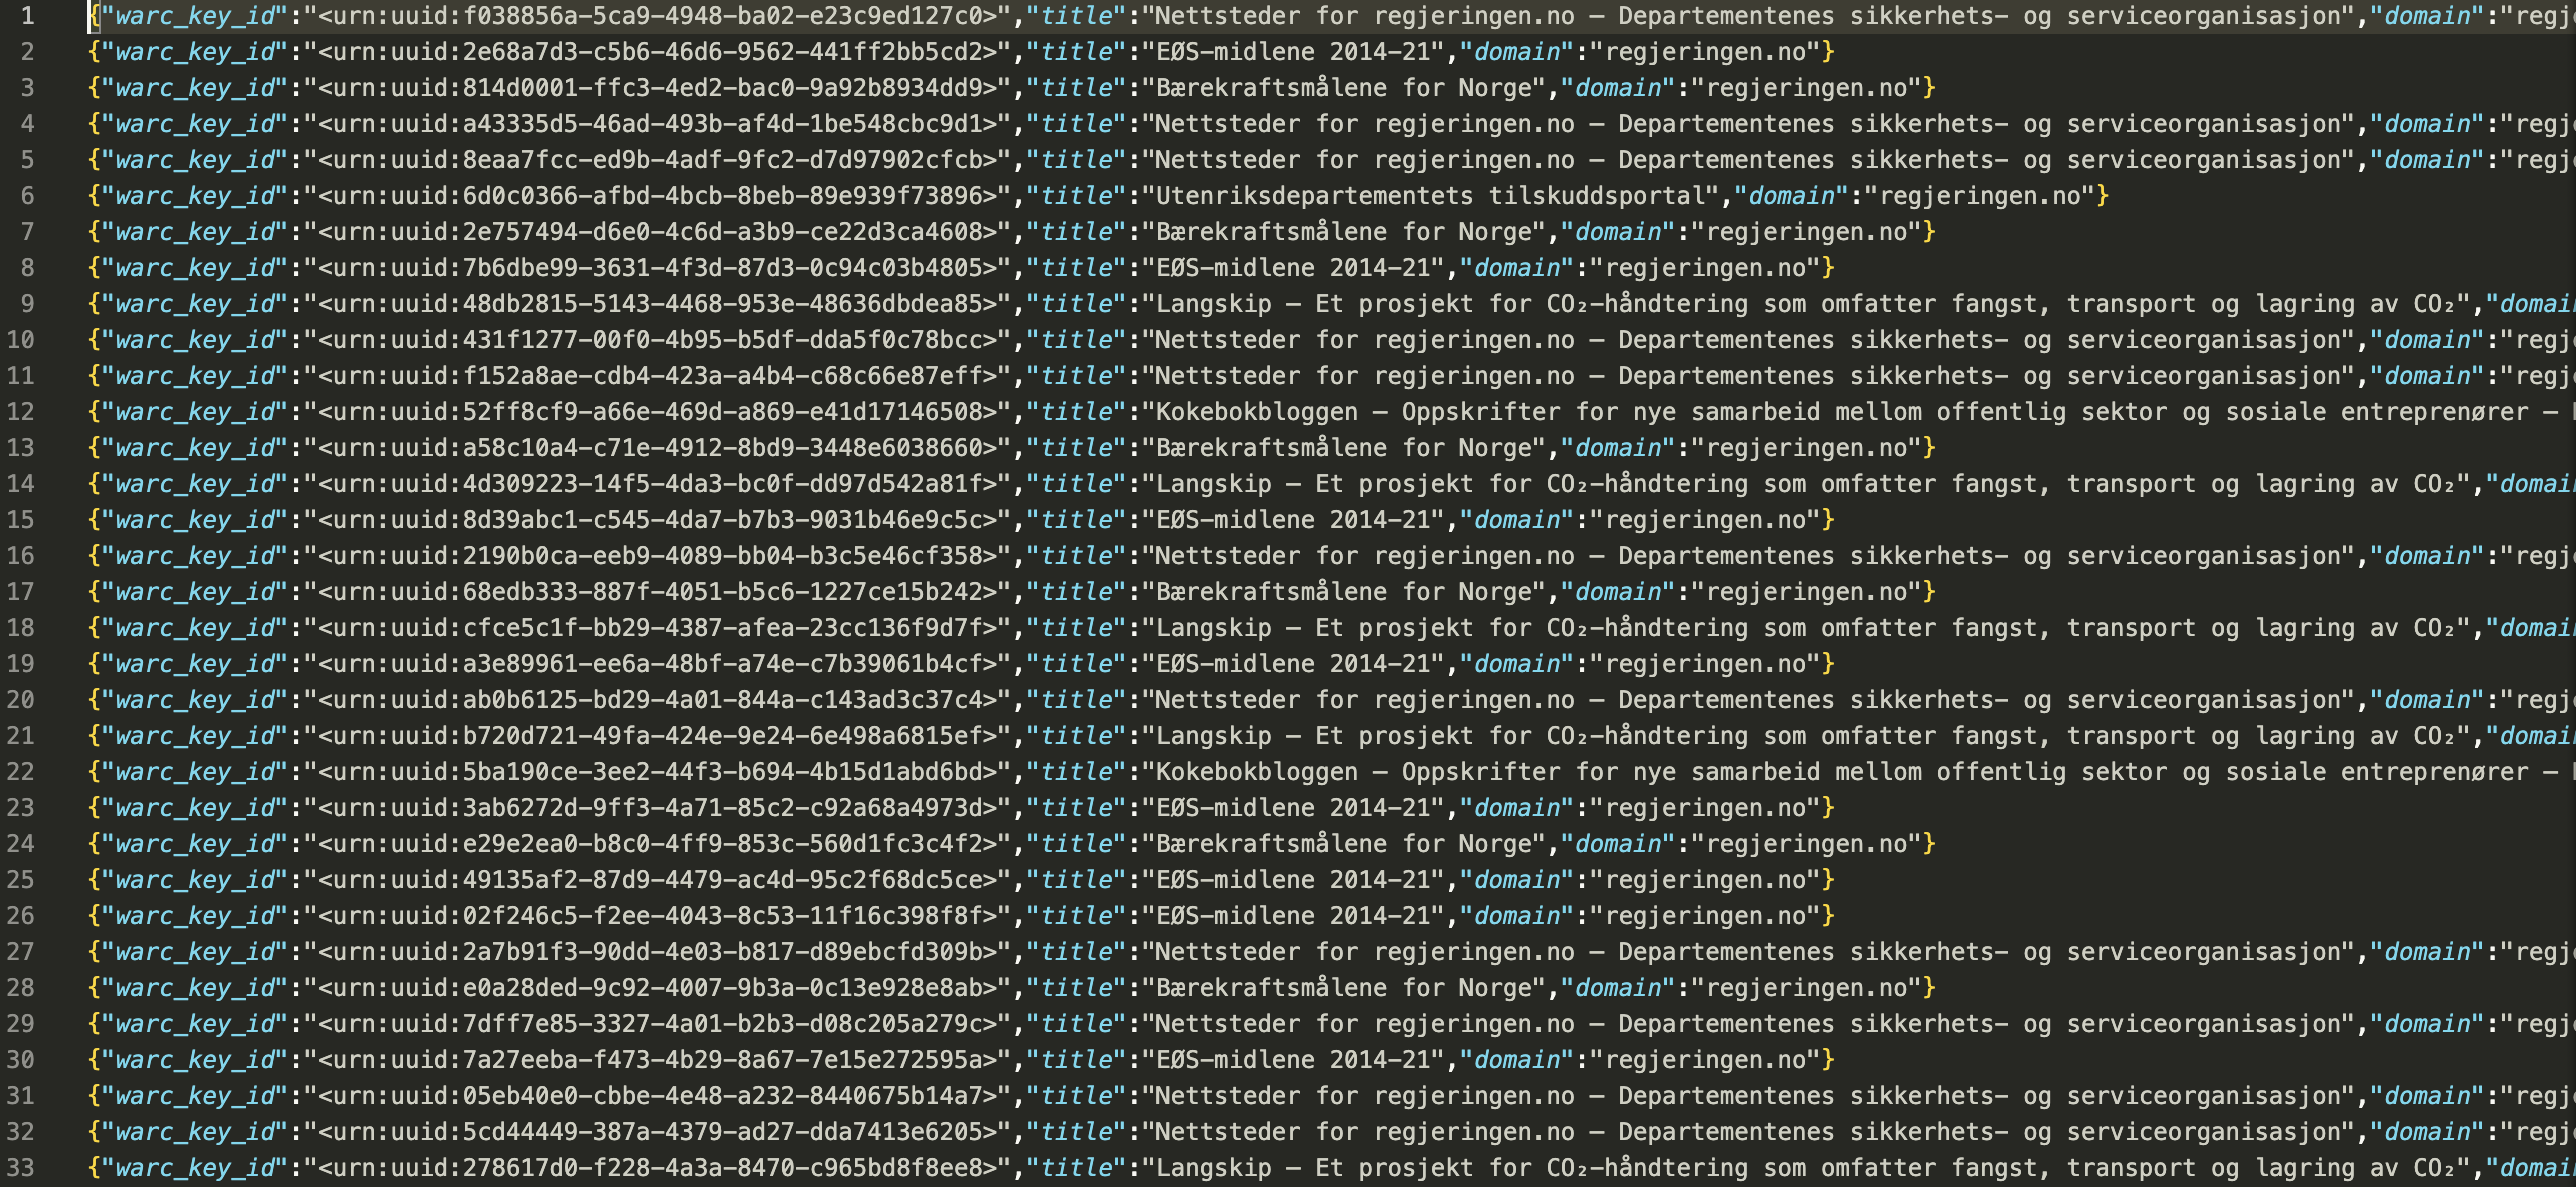 1 {"warc_key_id":"<urn:uuid:f038856a-5ca9-4948-ba02-e23c9ed127c0>","title":"Nettsteder for regjeringen.no – Departementenes sikkerhets- og serviceorganisasjon","domain":"regj
2 {"warc_key_id":"<urn:uuid:2e68a7d3-c5b6-46d6-9562-441ff2bb5cd2>","title":"EØS-midlene 2014-21","domain":"regjeringen.no"}
3 {"warc_key_id":"<urn:uuid:814d0001-ffc3-4ed2-bac0-9a92b8934dd9>","title":"Bærekraftsmålene for Norge","domain":"regjeringen.no"}
4 {"warc_key_id":"<urn:uuid:a43335d5-46ad-493b-af4d-1be548cbc9d1>","title":"Nettsteder for regjeringen.no – Departementenes sikkerhets- og serviceorganisasjon","domain":"regj
5 {"warc_key_id":"<urn:uuid:8eaa7fcc-ed9b-4adf-9fc2-d7d97902cfcb>","title":"Nettsteder for regjeringen.no – Departementenes sikkerhets- og serviceorganisasjon","domain":"regj
6 {"warc_key_id":"<urn:uuid:6d0c0366-afbd-4bcb-8beb-89e939f73896>","title":"Utenriksdepartementets tilskuddsportal","domain":"regjeringen.no"}
7 {"warc_key_id":"<urn:uuid:2e757494-d6e0-4c6d-a3b9-ce22d3ca4608>","title":"Bærekraftsmålene for Norge","domain":"regjeringen.no"}
8 {"warc_key_id":"<urn:uuid:7b6dbe99-3631-4f3d-87d3-0c94c03b4805>","title":"EØS-midlene 2014-21","domain":"regjeringen.no"}
9 {"warc_key_id":"<urn:uuid:48db2815-5143-4468-953e-48636dbdea85>","title":"Langskip – Et prosjekt for CO₂-håndtering som omfatter fangst, transport og lagring av CO₂","domai
10 {"warc_key_id":"<urn:uuid:431f1277-00f0-4b95-b5df-dda5f0c78bcc>","title":"Nettsteder for regjeringen.no – Departementenes sikkerhets- og serviceorganisasjon","domain":"regj
11 {"warc_key_id":"<urn:uuid:f152a8ae-cdb4-423a-a4b4-c68c66e87eff>","title":"Nettsteder for regjeringen.no – Departementenes sikkerhets- og serviceorganisasjon","domain":"regj
12 {"warc_key_id":"<urn:uuid:52ff8cf9-a66e-469d-a869-e41d17146508>","title":"Kokebokbloggen – Oppskrifter for nye samarbeid mellom offentlig sektor og sosiale entreprenører –
13 {"warc_key_id":"<urn:uuid:a58c10a4-c71e-4912-8bd9-3448e6038660>","title":"Bærekraftsmålene for Norge","domain":"regjeringen.no"}
14 {"warc_key_id":"<urn:uuid:4d309223-14f5-4da3-bc0f-dd97d542a81f>","title":"Langskip – Et prosjekt for CO₂-håndtering som omfatter fangst, transport og lagring av CO₂","domai
15 {"warc_key_id":"<urn:uuid:8d39abc1-c545-4da7-b7b3-9031b46e9c5c>","title":"EØS-midlene 2014-21","domain":"regjeringen.no"}
16 {"warc_key_id":"<urn:uuid:2190b0ca-eeb9-4089-bb04-b3c5e46cf358>","title":"Nettsteder for regjeringen.no – Departementenes sikkerhets- og serviceorganisasjon","domain":"regj
17 {"warc_key_id":"<urn:uuid:68edb333-887f-4051-b5c6-1227ce15b242>","title":"Bærekraftsmålene for Norge","domain":"regjeringen.no"}
18 {"warc_key_id":"<urn:uuid:cfce5c1f-bb29-4387-afea-23cc136f9d7f>","title":"Langskip – Et prosjekt for CO₂-håndtering som omfatter fangst, transport og lagring av CO₂","domai
19 {"warc_key_id":"<urn:uuid:a3e89961-ee6a-48bf-a74e-c7b39061b4cf>","title":"EØS-midlene 2014-21","domain":"regjeringen.no"}
20 {"warc_key_id":"<urn:uuid:ab0b6125-bd29-4a01-844a-c143ad3c37c4>","title":"Nettsteder for regjeringen.no – Departementenes sikkerhets- og serviceorganisasjon","domain":"regj
21 {"warc_key_id":"<urn:uuid:b720d721-49fa-424e-9e24-6e498a6815ef>","title":"Langskip – Et prosjekt for CO₂-håndtering som omfatter fangst, transport og lagring av CO₂","domai
22 {"warc_key_id":"<urn:uuid:5ba190ce-3ee2-44f3-b694-4b15d1abd6bd>","title":"Kokebokbloggen – Oppskrifter for nye samarbeid mellom offentlig sektor og sosiale entreprenører –
23 {"warc_key_id":"<urn:uuid:3ab6272d-9ff3-4a71-85c2-c92a68a4973d>","title":"EØS-midlene 2014-21","domain":"regjeringen.no"}
24 {"warc_key_id":"<urn:uuid:e29e2ea0-b8c0-4ff9-853c-560d1fc3c4f2>","title":"Bærekraftsmålene for Norge","domain":"regjeringen.no"}
25 {"warc_key_id":"<urn:uuid:49135af2-87d9-4479-ac4d-95c2f68dc5ce>","title":"EØS-midlene 2014-21","domain":"regjeringen.no"}
26 {"warc_key_id":"<urn:uuid:02f246c5-f2ee-4043-8c53-11f16c398f8f>","title":"EØS-midlene 2014-21","domain":"regjeringen.no"}
27 {"warc_key_id":"<urn:uuid:2a7b91f3-90dd-4e03-b817-d89ebcfd309b>","title":"Nettsteder for regjeringen.no – Departementenes sikkerhets- og serviceorganisasjon","domain":"regj
28 {"warc_key_id":"<urn:uuid:e0a28ded-9c92-4007-9b3a-0c13e928e8ab>","title":"Bærekraftsmålene for Norge","domain":"regjeringen.no"}
29 {"warc_key_id":"<urn:uuid:7dff7e85-3327-4a01-b2b3-d08c205a279c>","title":"Nettsteder for regjeringen.no – Departementenes sikkerhets- og serviceorganisasjon","domain":"regj
30 {"warc_key_id":"<urn:uuid:7a27eeba-f473-4b29-8a67-7e15e272595a>","title":"EØS-midlene 2014-21","domain":"regjeringen.no"}
31 {"warc_key_id":"<urn:uuid:05eb40e0-cbbe-4e48-a232-8440675b14a7>","title":"Nettsteder for regjeringen.no – Departementenes sikkerhets- og serviceorganisasjon","domain":"regj
32 {"warc_key_id":"<urn:uuid:5cd44449-387a-4379-ad27-dda7413e6205>","title":"Nettsteder for regjeringen.no – Departementenes sikkerhets- og serviceorganisasjon","domain":"regj
33 {"warc_key_id":"<urn:uuid:278617d0-f228-4a3a-8470-c965bd8f8ee8>","title":"Langskip – Et prosjekt for CO₂-håndtering som omfatter fangst, transport og lagring av CO₂","domai